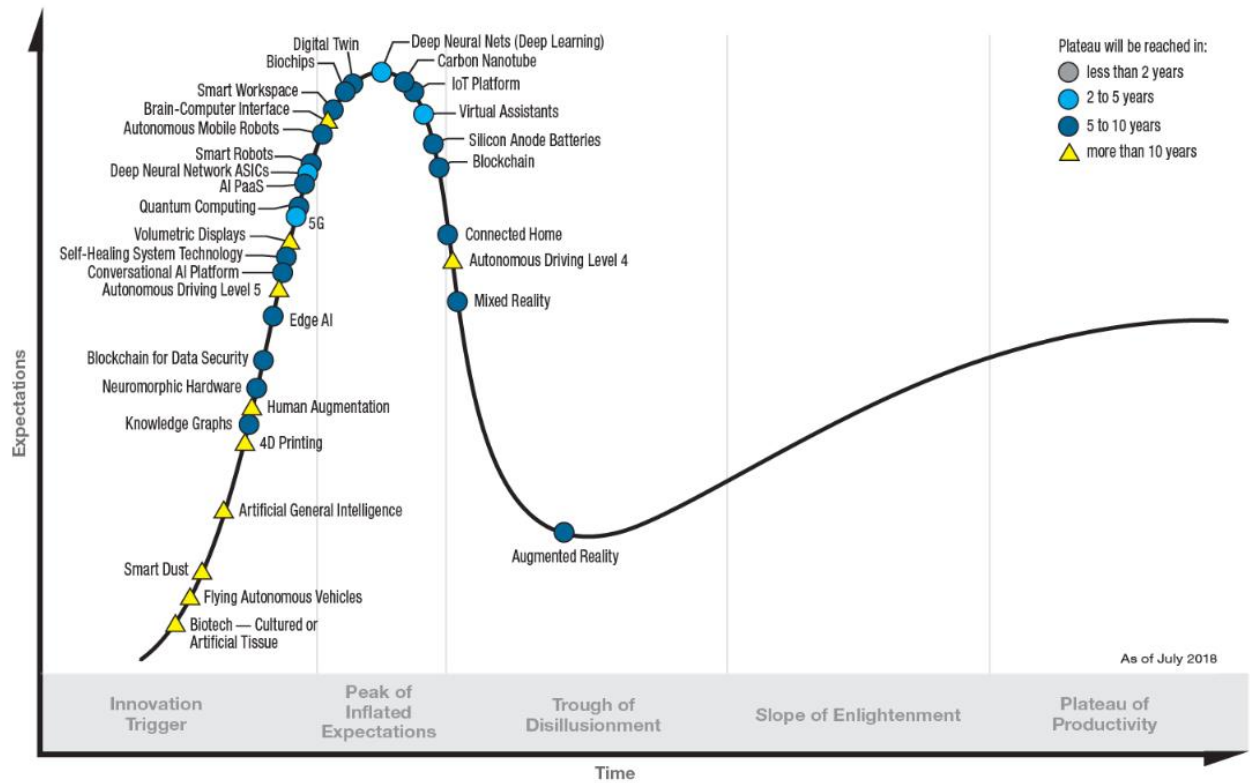 Digital Twin
Biochips
Smart Workspace
Brain-Computer Interface
Autonomous Mobile Robots
Smart Robots
Deep Neural Network ASICs
AI PaaS
Quantum Computing
5G
Volumetric Displays
Self-Healing System Technology
Conversational AI Platform
Autonomous Driving Level 5
Edge AI
Blockchain for Data Security
Neuromorphic Hardware
Human Augmentation
Knowledge Graphs
4D Printing
Artificial General Intelligence
Smart Dust
Flying Autonomous Vehicles
Biotech — Cultured or
Artificial Tissue
Deep Neural Nets (Deep Learning)
Carbon Nanotube
IoT Platform
Virtual Assistants
Silicon Anode Batteries
Blockchain
Connected Home
Autonomous Driving Level 4
Mixed Reality
Augmented Reality
Plateau will be reached in:
less than 2 years
2 to 5 years
5 to 10 years
more than 10 years
As of July 2018
Expectations
Innovation
Trigger
Peak of
Inflated
Expectations
Trough of
Disillusionment
Slope of Enlightenment
Plateau of
Productivity
Time